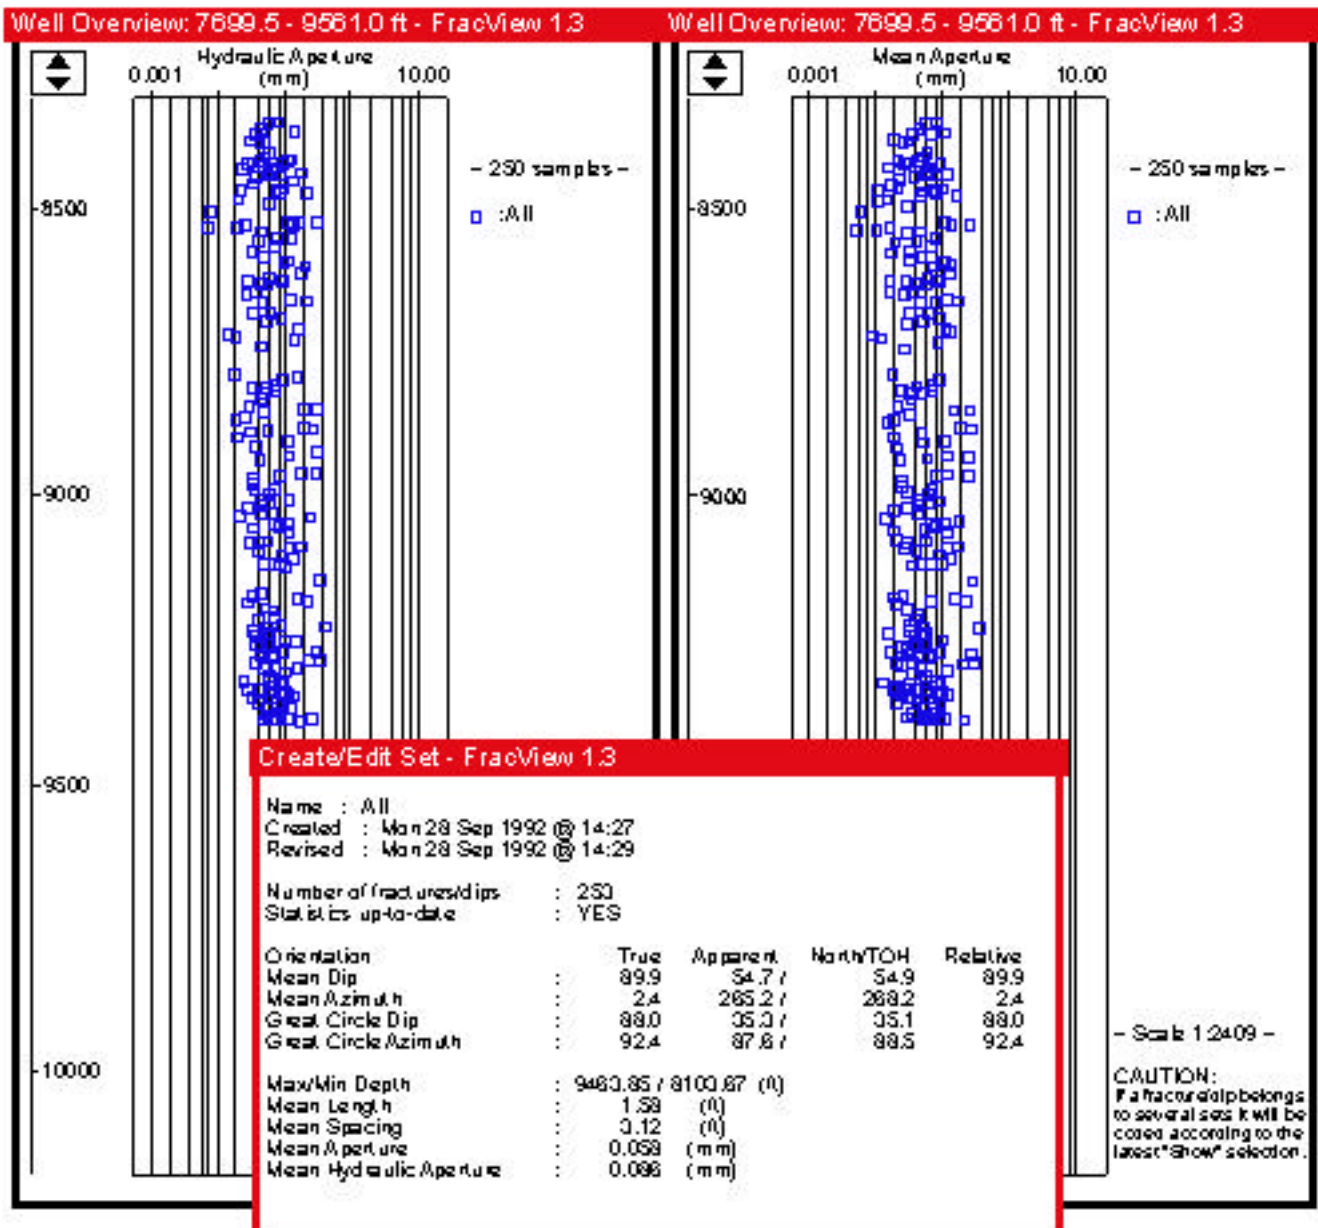 Well Overview: 7699.5 - 9561.0 ft - FracView 1.3
Hydraulic Aperture
0.001 (mm) 10.00
- 250 samples -
:All
8500
9000
9500
10000
Well Overview: 7699.5 - 9561.0 ft - FracView 1.3
Mean Aperture
0.001 (mm) 10.00
- 250 samples -
:All
8500
9000
- Scale 1:2409 -
CAUTION:
If a fracture/dip belongs
to several sets it will be
coded according to the
latest "Show" selection.
Create/Edit Set - FracView 1.3
Name : All
Created : Mon 28 Sep 1992 @ 14:27
Revised : Mon 28 Sep 1992 @ 14:29
Number of fractures/dips : 250
Statistics up-to-date : YES
Orientation True Apparent North/TOH Relative
Mean Dip : 89.9 54.7 / 54.9 89.9
Mean Azimuth : 2.4 265.2 / 268.2 2.4
Great Circle Dip : 88.0 35.3 / 35.1 88.0
Great Circle Azimuth : 92.4 87.6 / 88.5 92.4
Max/Min Depth : 9463.85 / 8103.67 (ft)
Mean Length : 1.58 (ft)
Mean Spacing : 3.12 (ft)
Mean Aperture : 0.058 (mm)
Mean Hydraulic Aperture : 0.086 (mm)